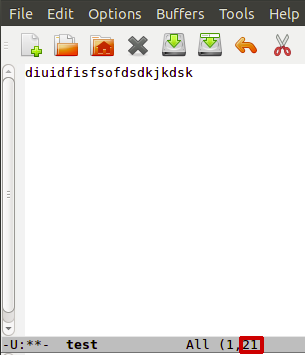 File Edit Options Buffers Tools Help
diuidfisfsofdsdkjkdsk
-U:**- test All (1,21